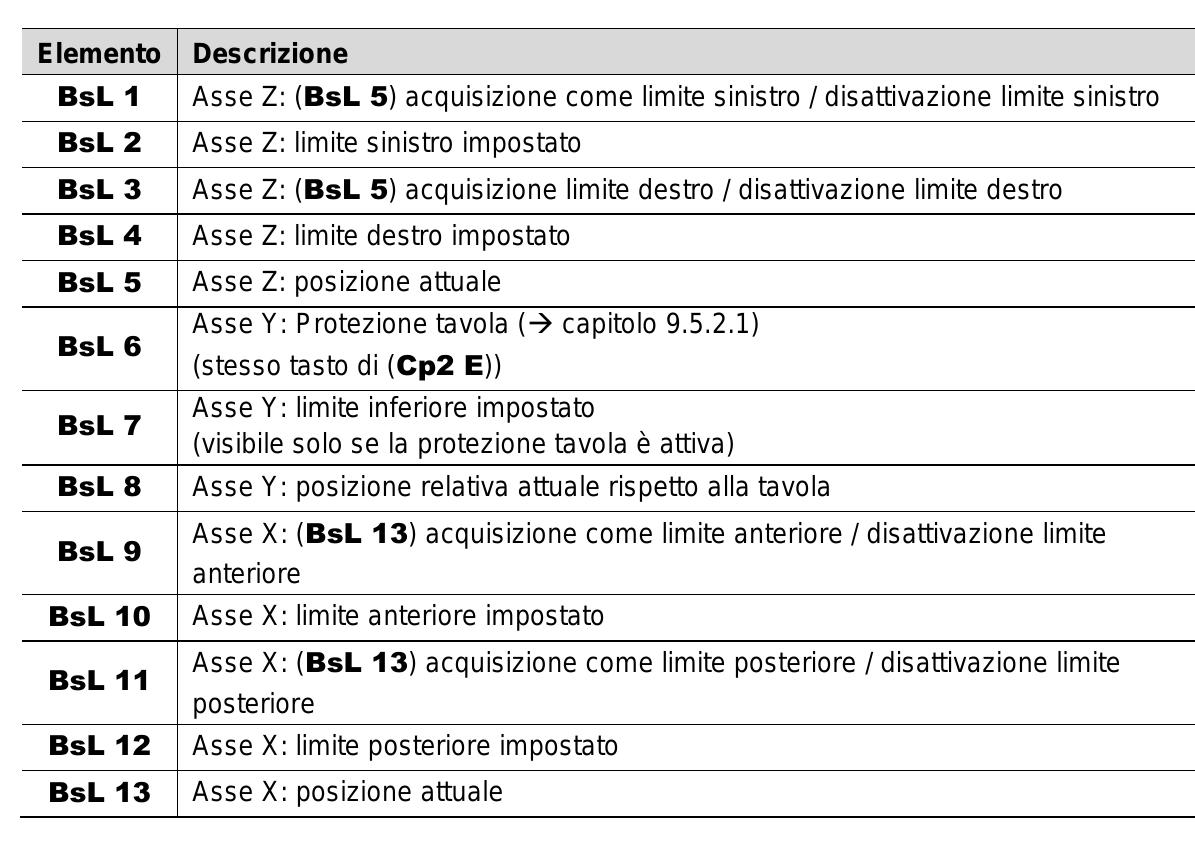 Elemento Descrizione
BsL 1 Asse Z: (BsL 5) acquisizione come limite sinistro / disattivazione limite sinistro
BsL 2 Asse Z: limite sinistro impostato
BsL 3 Asse Z: (BsL 5) acquisizione limite destro / disattivazione limite destro
BsL 4 Asse Z: limite destro impostato
BsL 5 Asse Z: posizione attuale
BsL 6 Asse Y: Protezione tavola (→ capitolo 9.5.2.1)
(stesso tasto di (Cp2 E))
BsL 7 Asse Y: limite inferiore impostato
(visibile solo se la protezione tavola è attiva)
BsL 8 Asse Y: posizione relativa attuale rispetto alla tavola
BsL 9 Asse X: (BsL 13) acquisizione come limite anteriore / disattivazione limite
anteriore
BsL 10 Asse X: limite anteriore impostato
BsL 11 Asse X: (BsL 13) acquisizione come limite posteriore / disattivazione limite
posteriore
BsL 12 Asse X: limite posteriore impostato
BsL 13 Asse X: posizione attuale